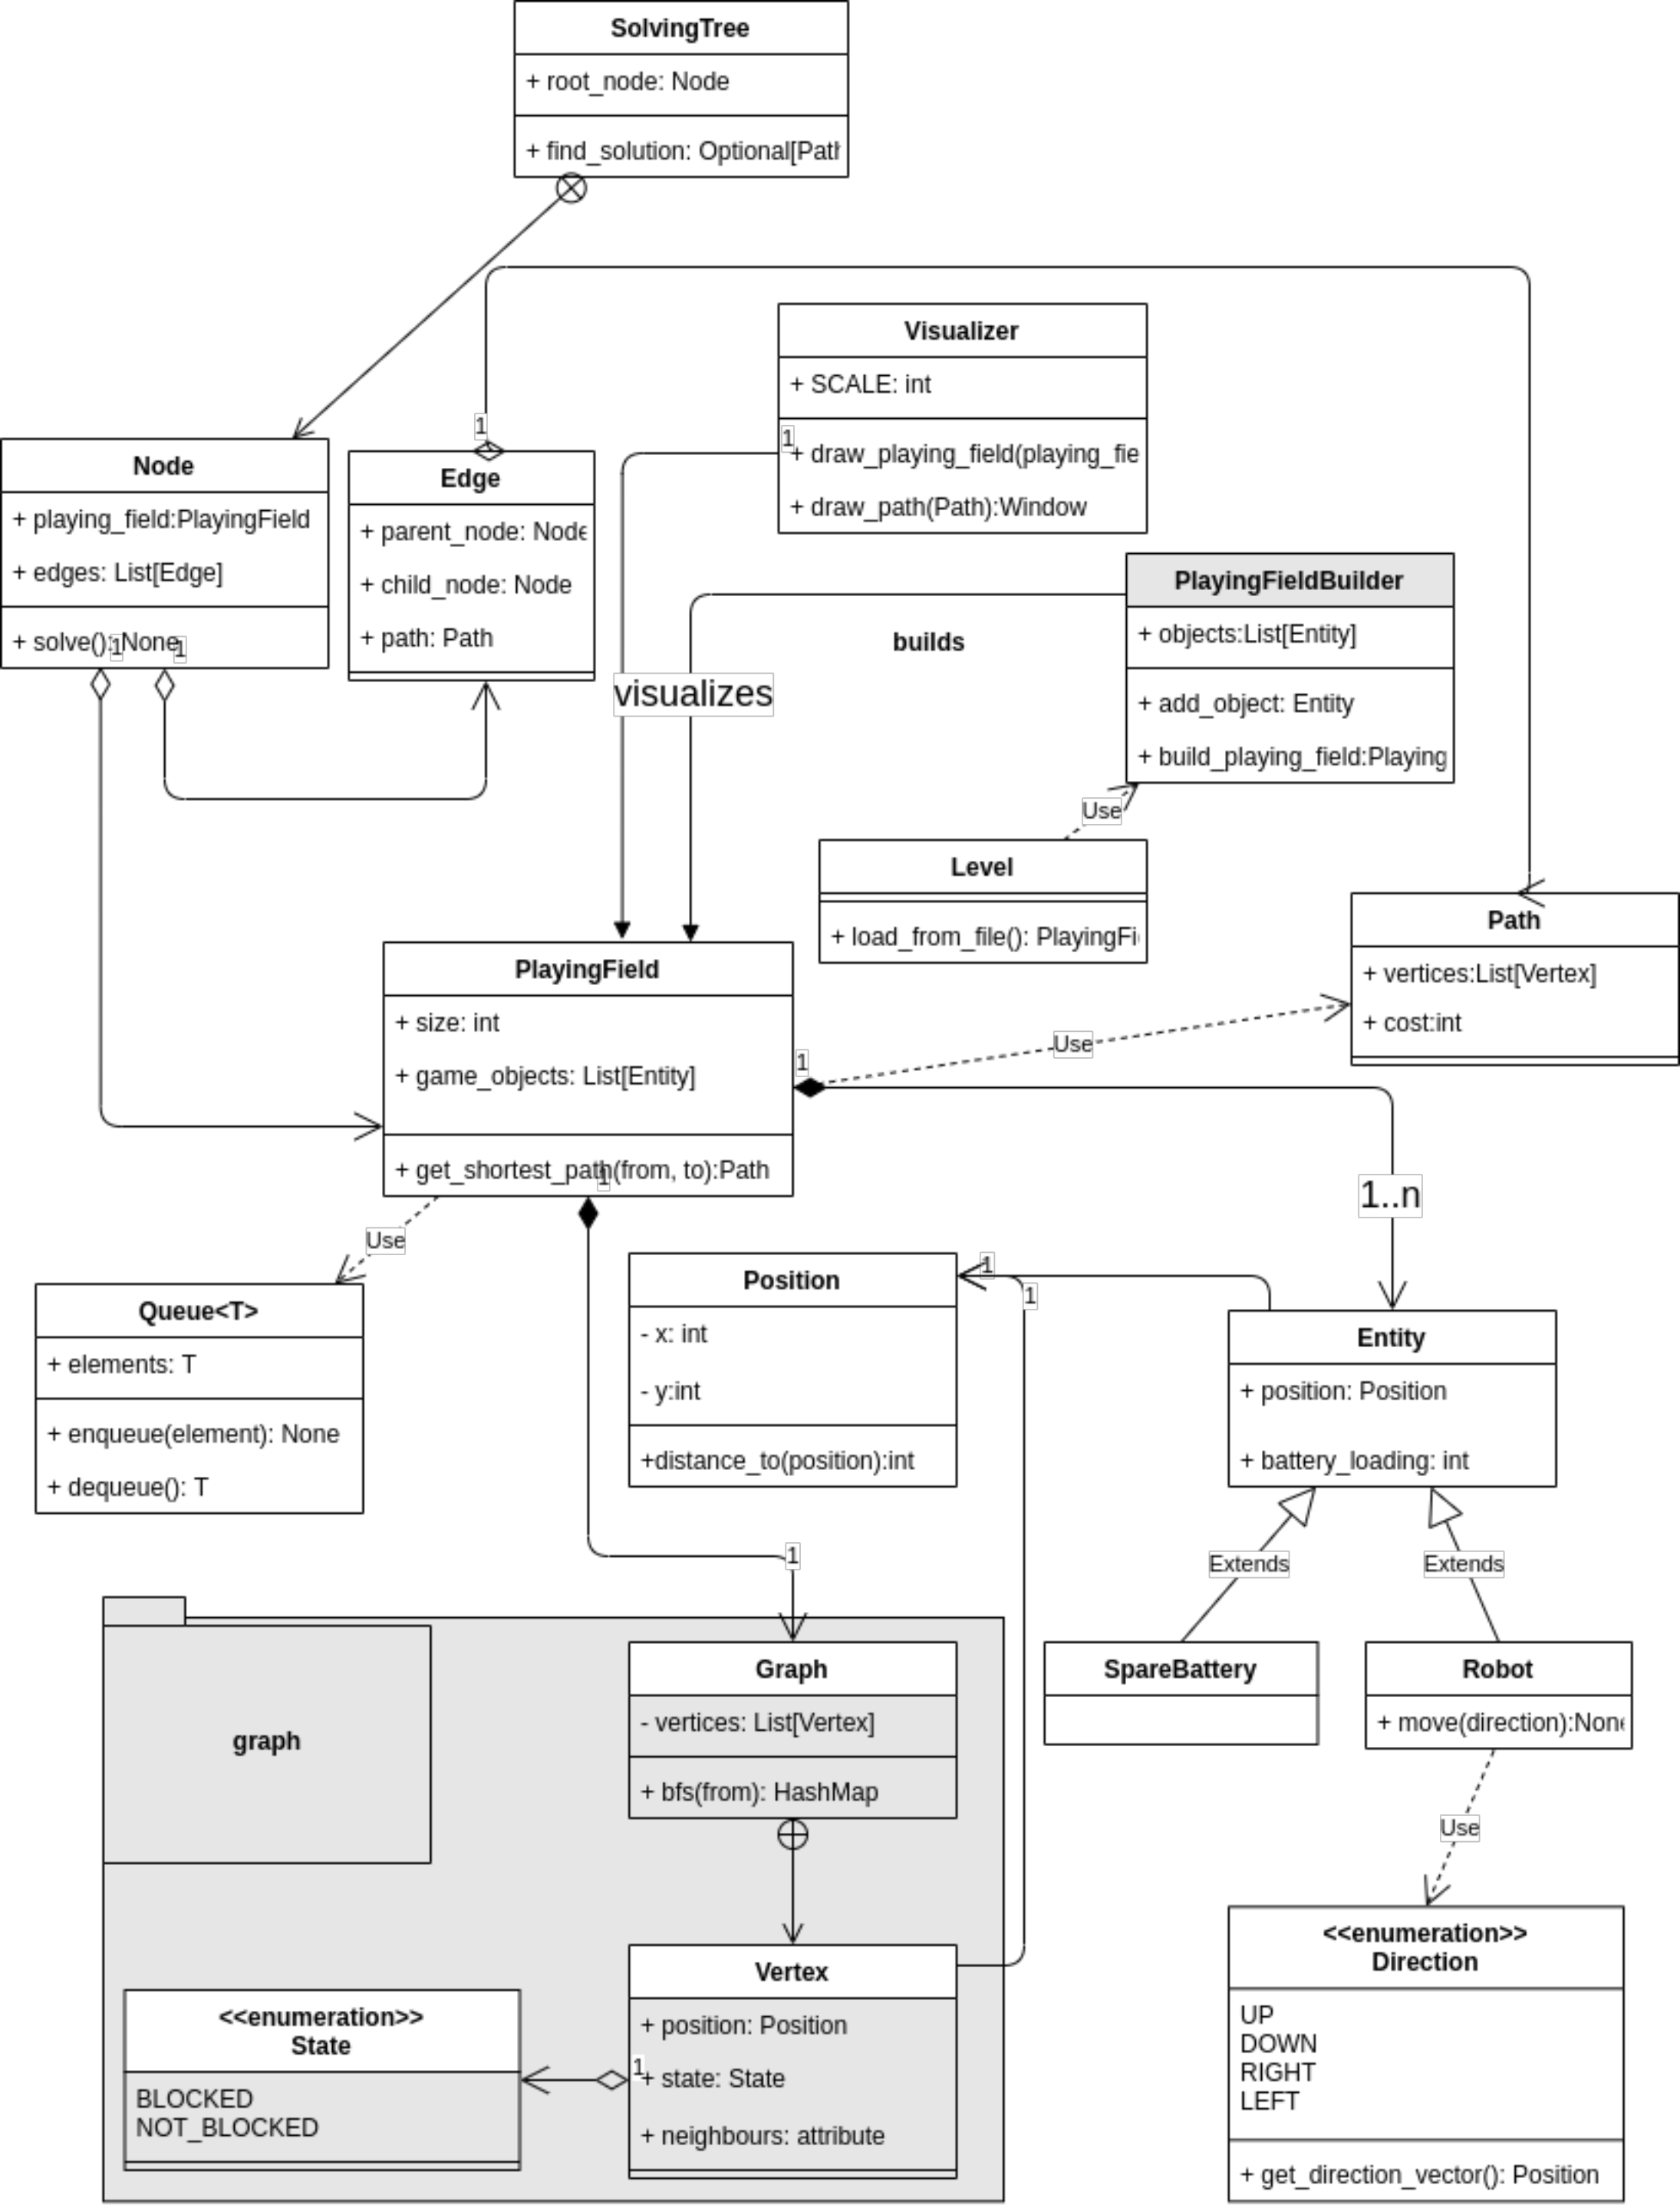 SolvingTree
+ root_node: Node
+ find_solution: Optional[Path
Visualizer
+ SCALE: int
1
+ draw_playing_field(playing_fie
+ draw_path(Path):Window
Node
+ playing_field:PlayingField
+ edges: List[Edge]
+ solve(): None
1
1
1
Edge
+ parent_node: Node
+ child_node: Node
+ path: Path
PlayingFieldBuilder
+ objects:List[Entity]
+ add_object: Entity
+ build_playing_field:Playing
builds
visualizes
Use
Level
+ load_from_file(): PlayingFi
Path
+ vertices:List[Vertex]
+ cost:int
PlayingField
+ size: int
+ game_objects: List[Entity]
+ get_shortest_path(from, to):Path
1
Use
1
1..n
Use
Queue<T>
+ elements: T
+ enqueue(element): None
+ dequeue(): T
Position
- x: int
- y:int
+distance_to(position):int
1
1
Entity
+ position: Position
+ battery_loading: int
Extends
Extends
1
SpareBattery
Robot
+ move(direction):None
Use
graph
Graph
- vertices: List[Vertex]
+ bfs(from): HashMap
Vertex
+ position: Position
1
+ state: State
+ neighbours: attribute
<<enumeration>>
State
BLOCKED
NOT_BLOCKED
<<enumeration>>
Direction
UP
DOWN
RIGHT
LEFT
+ get_direction_vector(): Position